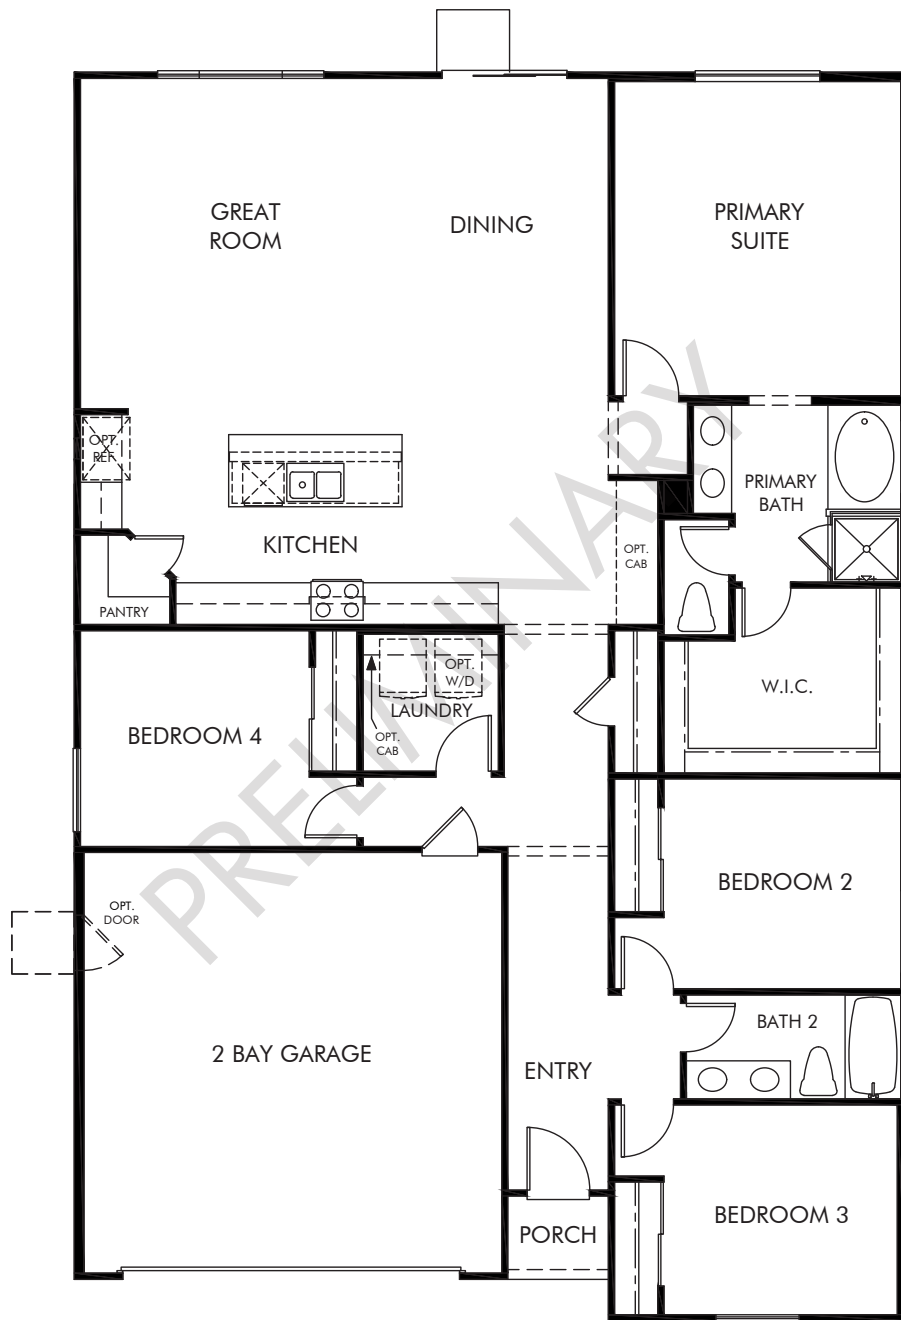 GREAT
ROOM
DINING
PRIMARY
SUITE
OPT.
REF
PRIMARY
BATH
KITCHEN
OPT.
CAB
PANTRY
OPT.
W/D
LAUNDRY
W.I.C.
BEDROOM 4
OPT.
CAB
PRELIMINARY
BEDROOM 2
OPT.
DOOR
BATH 2
2 BAY GARAGE
ENTRY
BEDROOM 3
PORCH